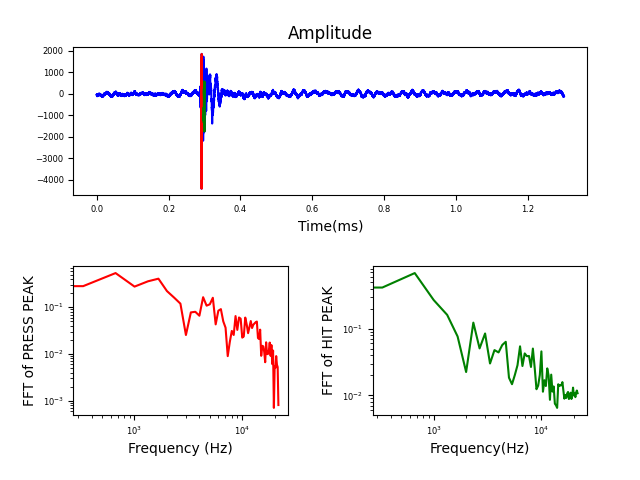 Amplitude
2000
1000
0
−1000
−2000
−3000
−4000
0.0 0.2 0.4 0.6 0.8 1.0 1.2
Time(ms)
FFT of PRESS PEAK
10⁻¹
10⁻²
10⁻³
10³ 10⁴
Frequency (Hz)
FFT of HIT PEAK
10⁻¹
10⁻²
10³ 10⁴
Frequency(Hz)